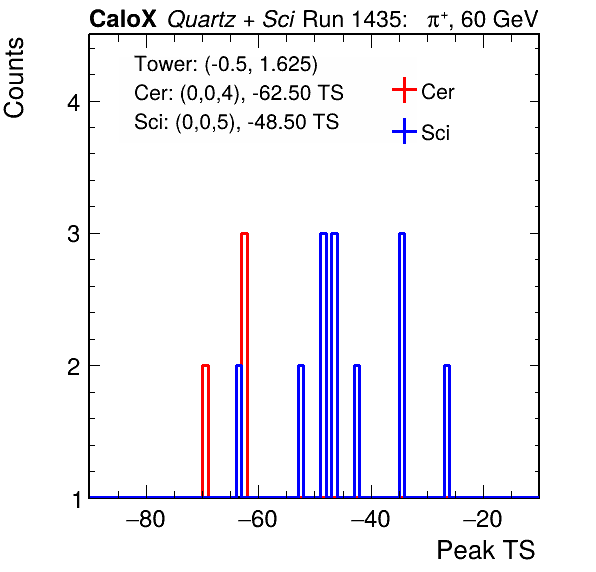 CaloX Quartz + Sci Run 1435: π⁺, 60 GeV
Counts
Tower: (-0.5, 1.625)
Cer: (0,0,4), -62.50 TS
Sci: (0,0,5), -48.50 TS
Cer
Sci
4
3
2
1
−80 −60 −40 −20
Peak TS